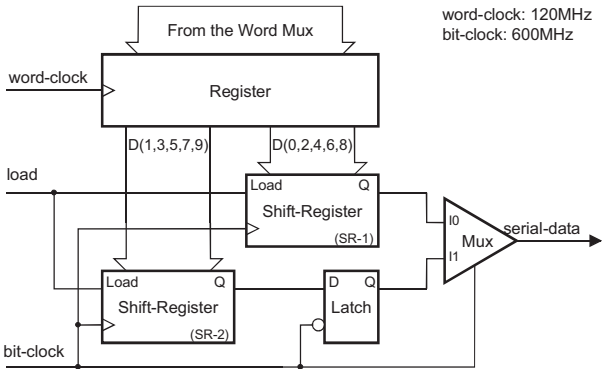 word-clock: 120MHz
bit-clock: 600MHz
From the Word Mux
word-clock
Register
D(1,3,5,7,9)
D(0,2,4,6,8)
load
Load
Q
Shift-Register
(SR-1)
I0
I1
Mux
serial-data
Load
Q
Shift-Register
(SR-2)
D
Q
Latch
bit-clock